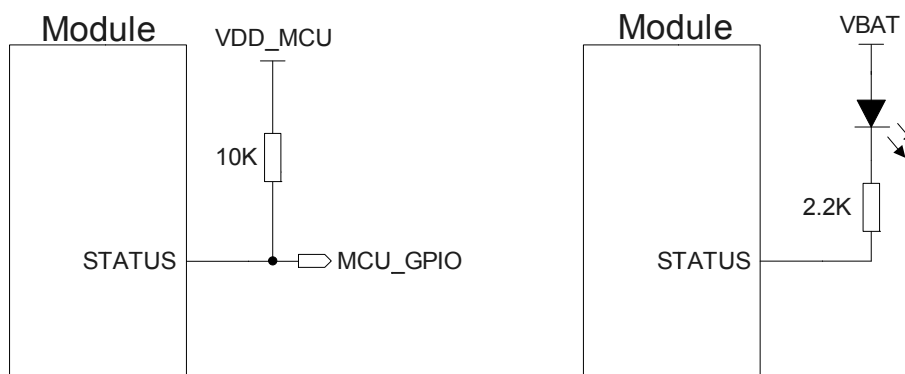 Module
VDD_MCU
10K
STATUS
MCU_GPIO
Module
VBAT
2.2K
STATUS